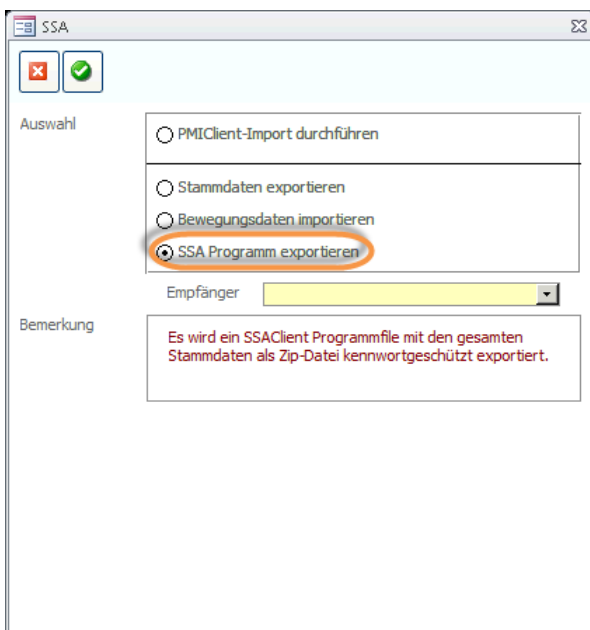 SSA
Auswahl
PMIClient-Import durchführen
Stammdaten exportieren
Bewegungsdaten importieren
SSA Programm exportieren
Empfänger
Bemerkung
Es wird ein SSAClient Programmfile mit den gesamten
Stammdaten als Zip-Datei kennwortgeschützt exportiert.